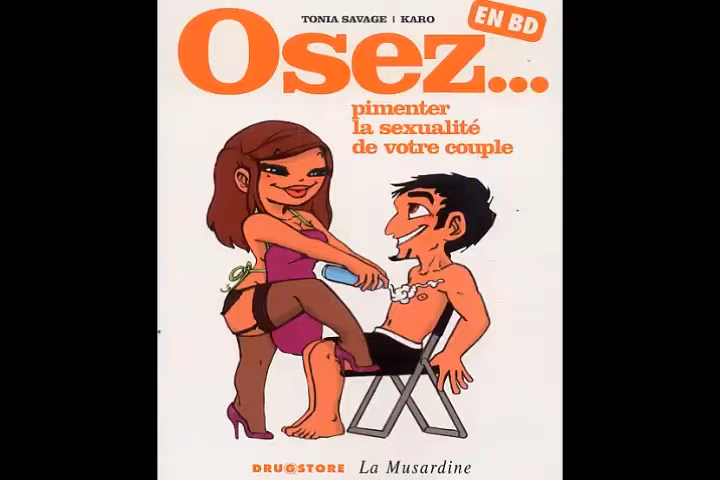 TONIA SAVAGE | KARO
EN BD
Osez...
pimenter
la sexualité
de votre couple
DRUGSTORE La Musardine